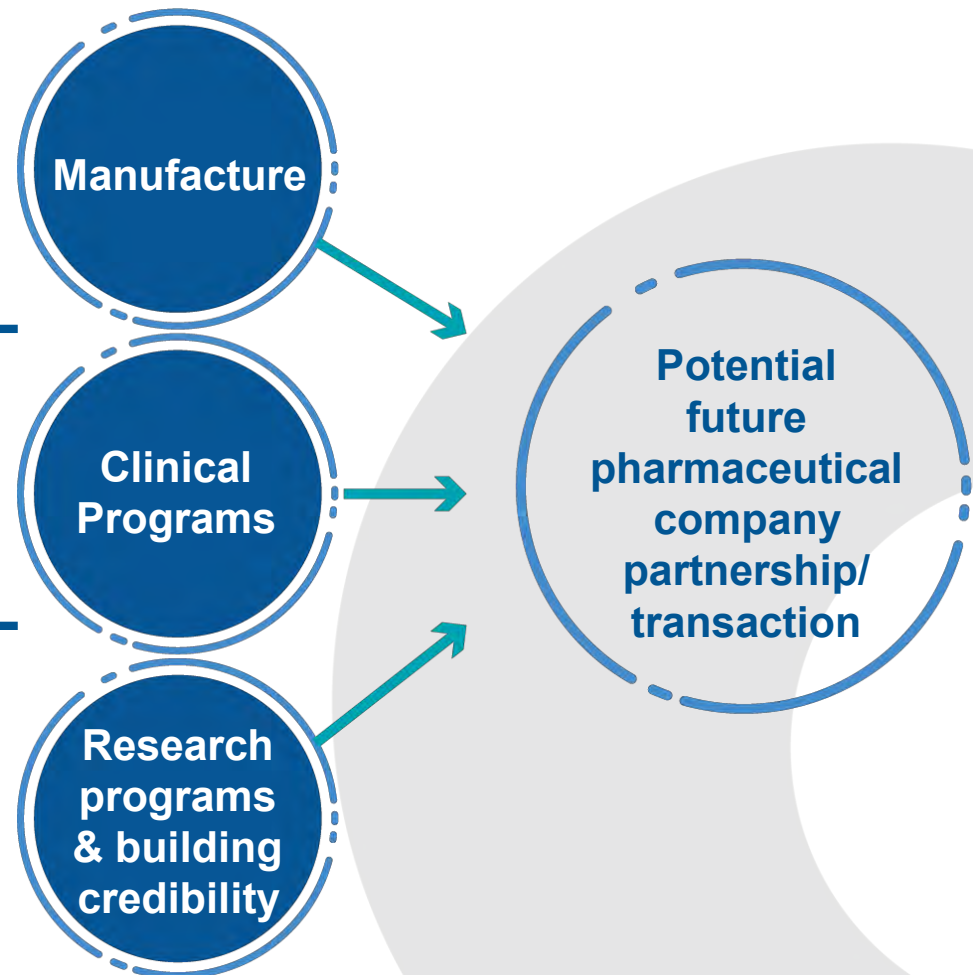 Manufacture
Clinical
Programs
Research
programs
& building
credibility
Potential
future
pharmaceutical
company
partnership/
transaction